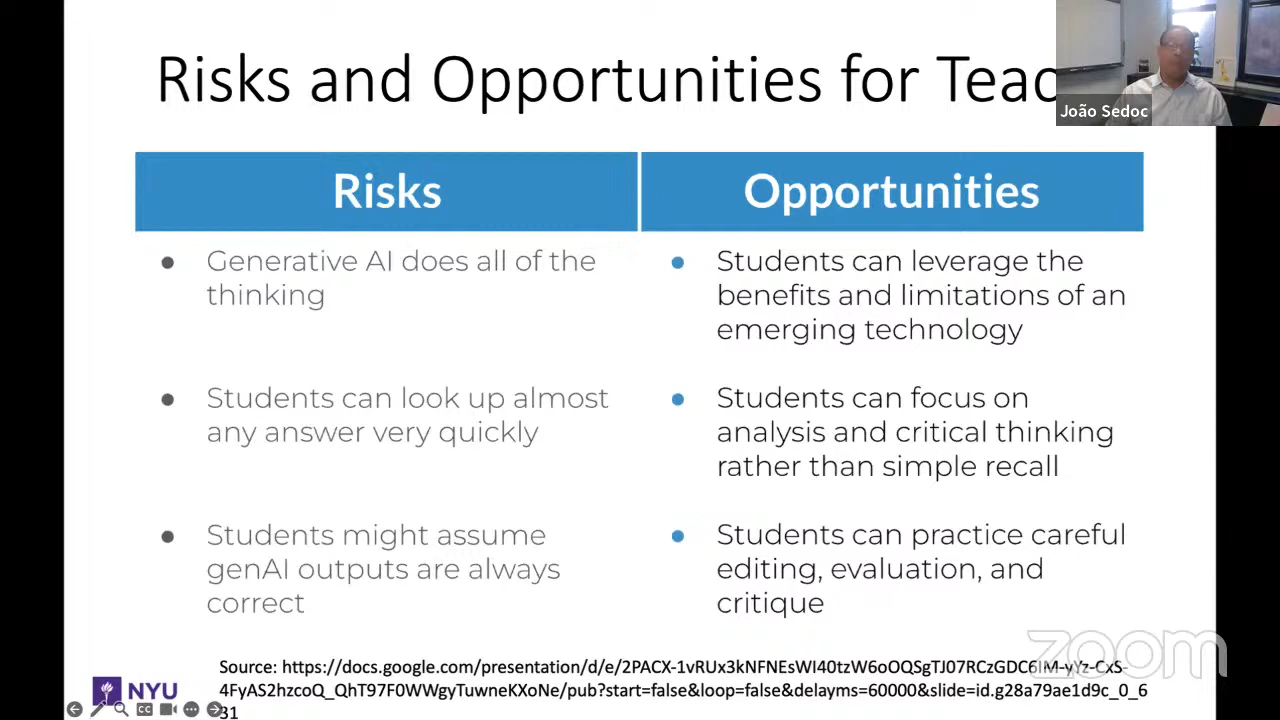 Risks and Opportunities for Teac
João Sedoc
Risks
Opportunities
Generative AI does all of the
thinking
Students can leverage the
benefits and limitations of an
emerging technology
Students can look up almost
any answer very quickly
Students can focus on
analysis and critical thinking
rather than simple recall
Students might assume
genAI outputs are always
correct
Students can practice careful
editing, evaluation, and
critique
zoom
Source: https://docs.google.com/presentation/d/e/2PACX-1vRUx3kNFNEsWI40tzW6oOQSgTJ07RCzGDC6IM-yYz-CxS-
4FyAS2hzcoQ_QhT97F0WWgyTuwneKXoNe/pub?start=false&loop=false&delayms=60000&slide=id.g28a79ae1d9c_0_6
31
NYU
CC